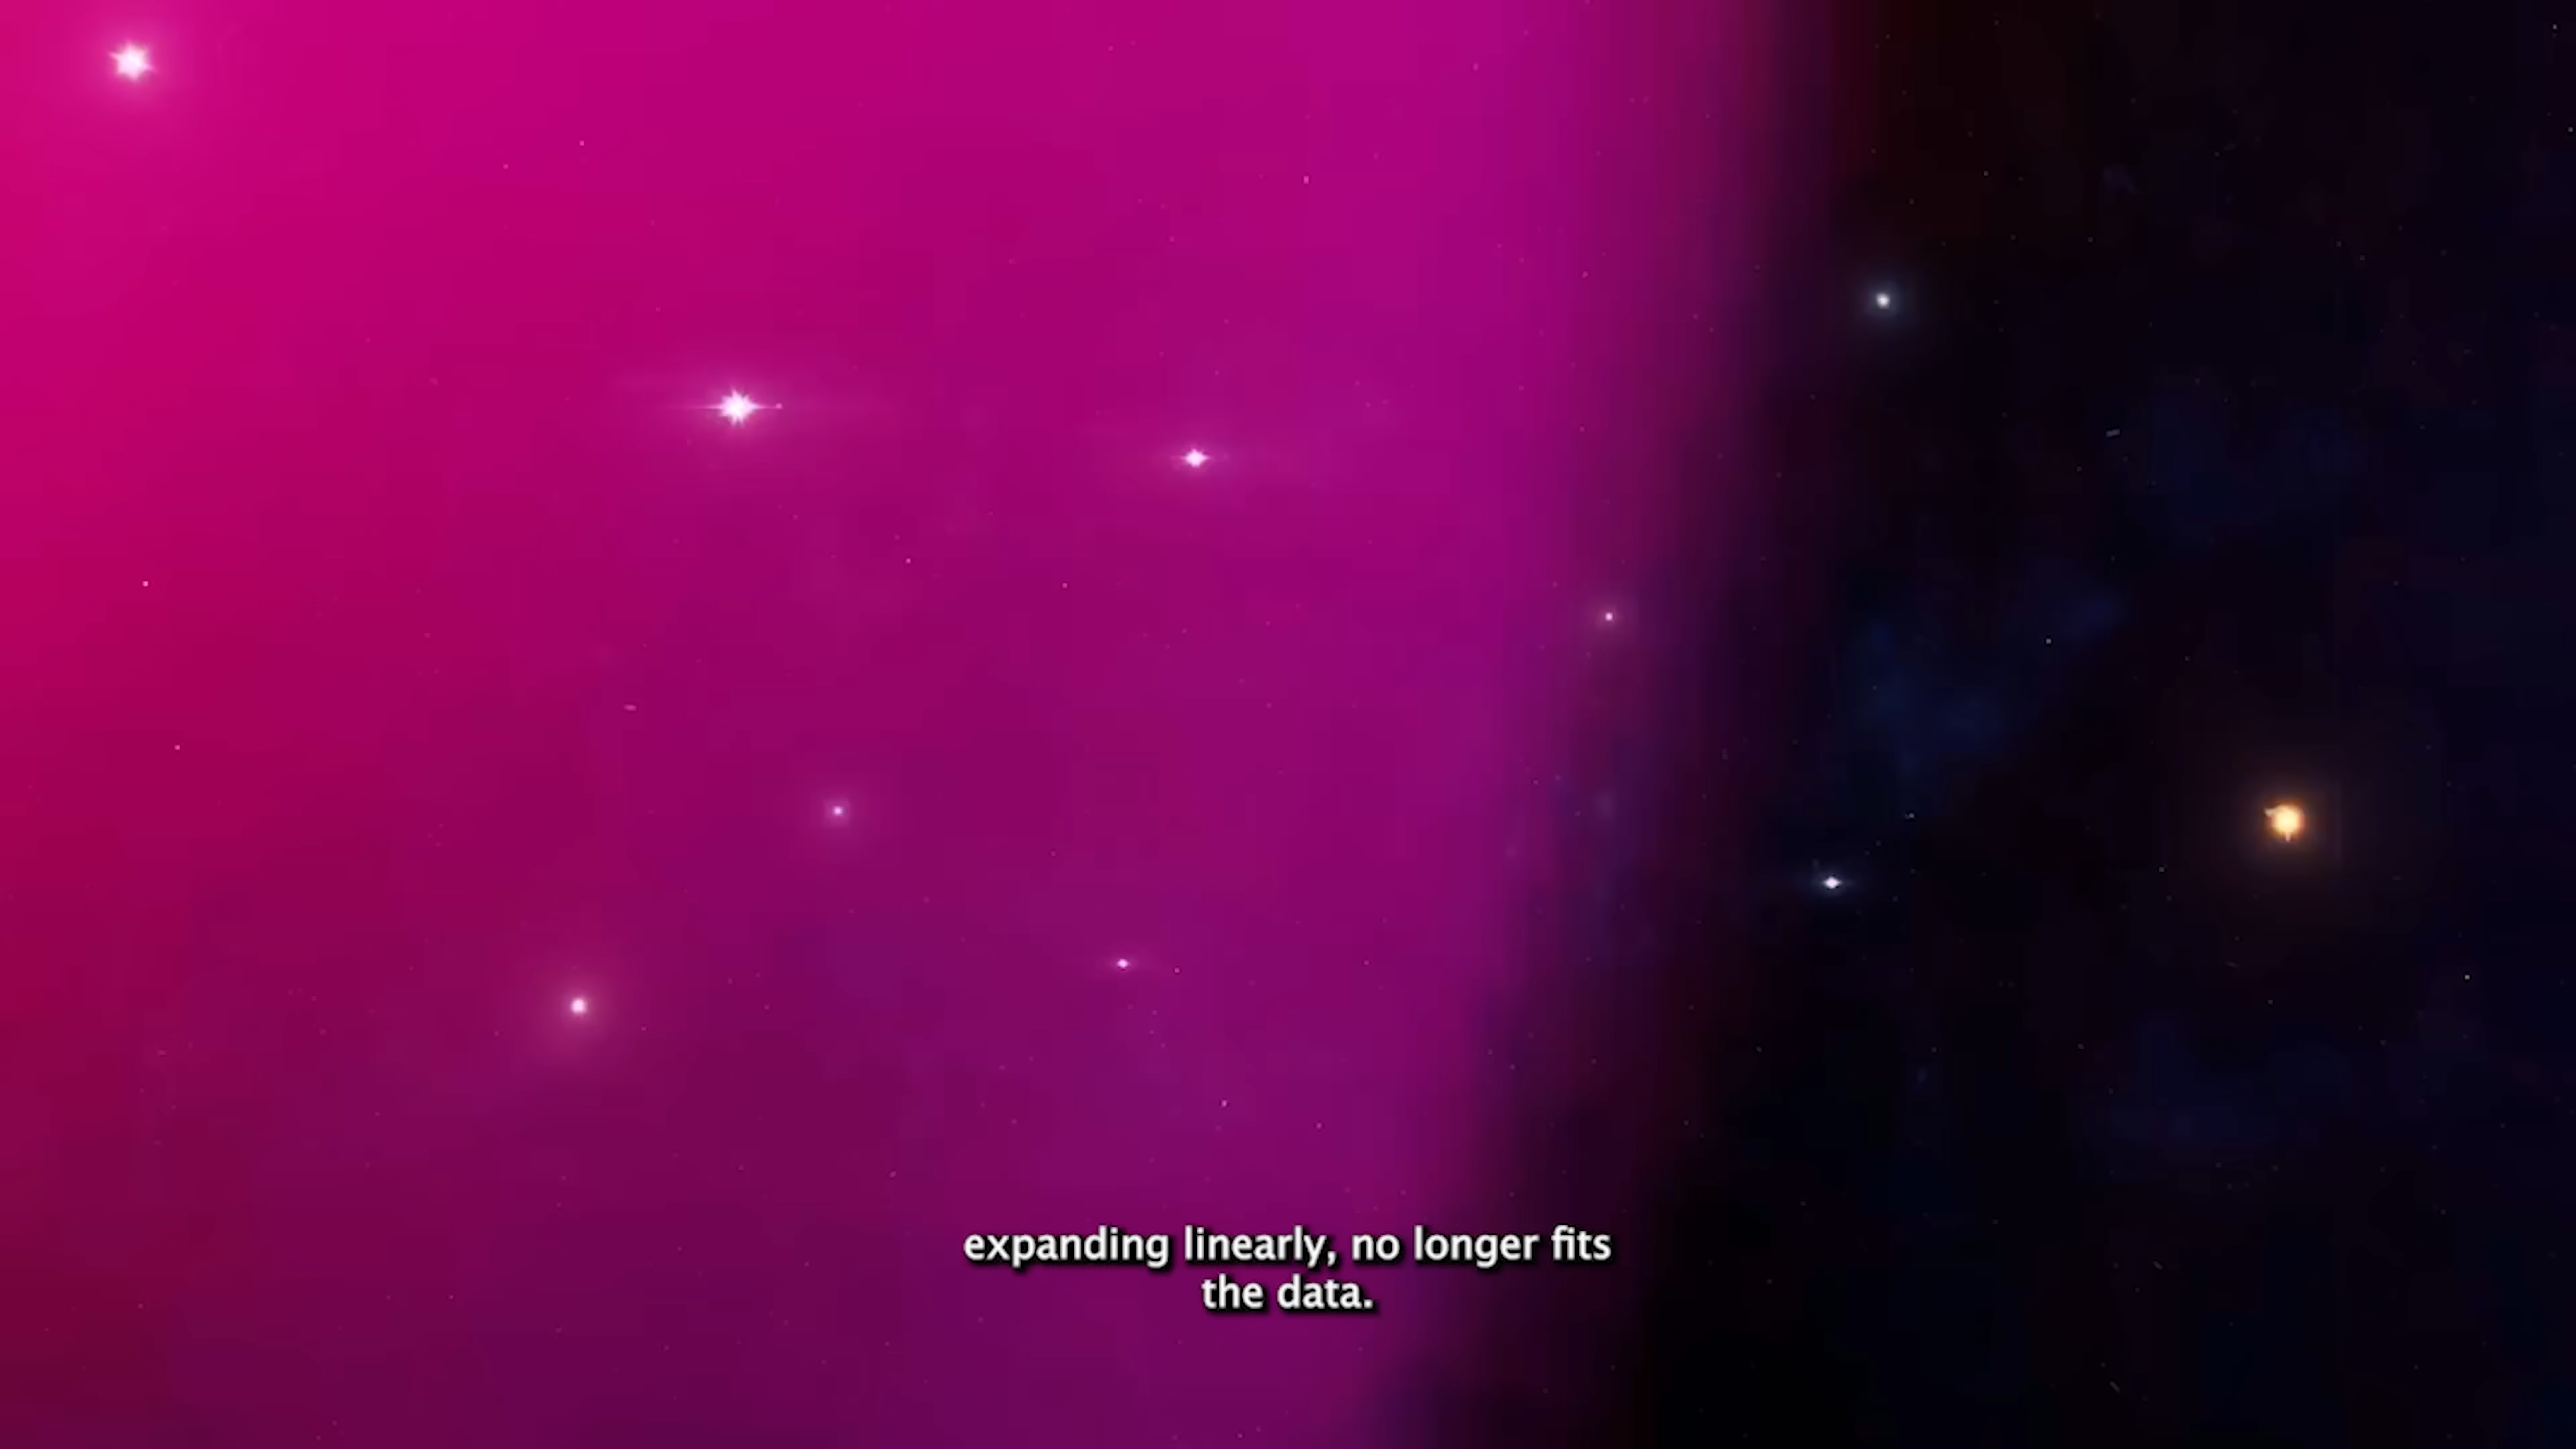 expanding linearly, no longer fits
the data.